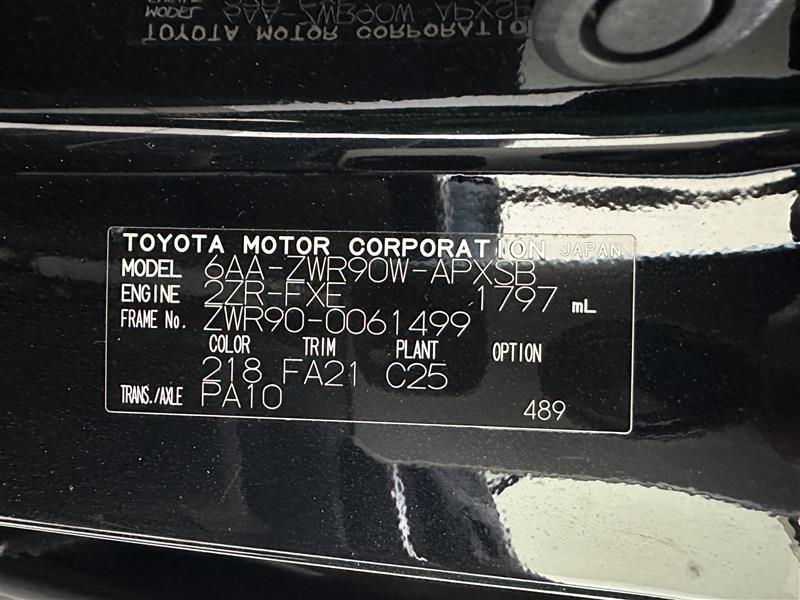 TOYOTA MOTOR CORPORATION JAPAN
MODEL 6AA-ZWR90W-APXSB
ENGINE 2ZR-FXE 1797 mL
FRAME No. ZWR90-0061499
COLOR TRIM PLANT OPTION
218 FA21 C25
TRANS./AXLE PA10
489